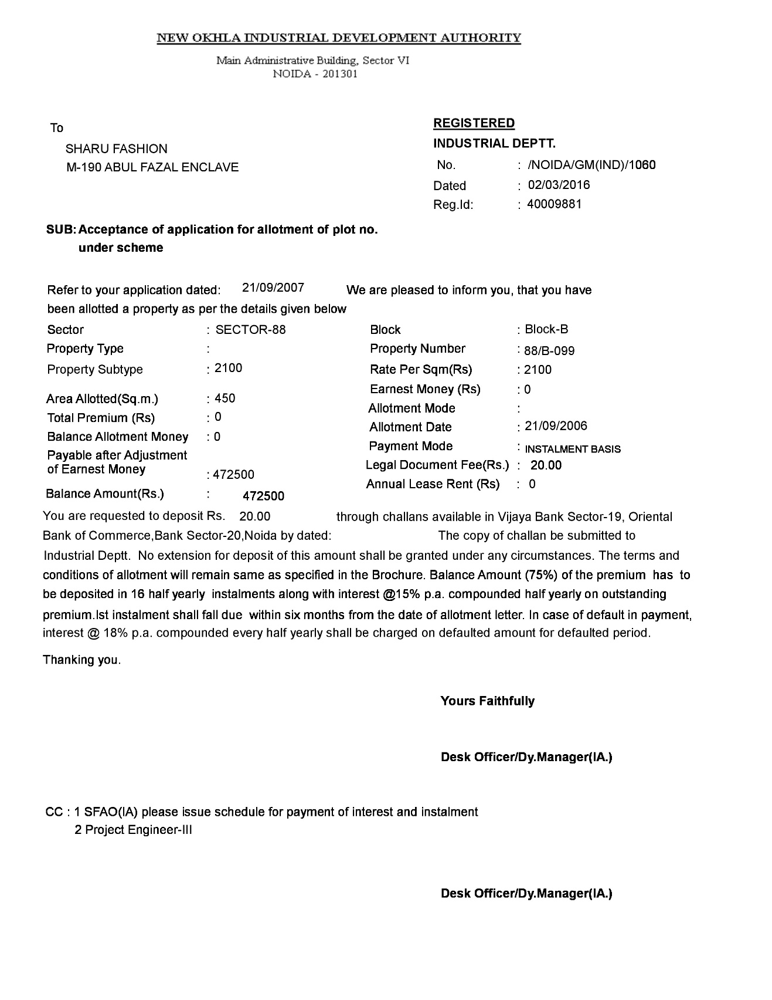 NEW OKHLA INDUSTRIAL DEVELOPMENT AUTHORITY
Main Administrative Building, Sector VI
NOIDA - 201301
To
SHARU FASHION
M-190 ABUL FAZAL ENCLAVE
REGISTERED
INDUSTRIAL DEPTT.
No. : /NOIDA/GM(IND)/1060
Dated : 02/03/2016
Reg.Id: : 40009881
SUB: Acceptance of application for allotment of plot no.
under scheme
Refer to your application dated: 21/09/2007 We are pleased to inform you, that you have
been allotted a property as per the details given below
Sector : SECTOR-88
Property Type :
Property Subtype : 2100
Area Allotted(Sq.m.) : 450
Total Premium (Rs) : 0
Balance Allotment Money : 0
Payable after Adjustment
of Earnest Money : 472500
Balance Amount(Rs.) : 472500
Block : Block-B
Property Number : 88/B-099
Rate Per Sqm(Rs) : 2100
Earnest Money (Rs) : 0
Allotment Mode :
Allotment Date : 21/09/2006
Payment Mode : INSTALMENT BASIS
Legal Document Fee(Rs.) : 20.00
Annual Lease Rent (Rs) : 0
You are requested to deposit Rs. 20.00 through challans available in Vijaya Bank Sector-19, Oriental
Bank of Commerce,Bank Sector-20,Noida by dated: The copy of challan be submitted to
Industrial Deptt. No extension for deposit of this amount shall be granted under any circumstances. The terms and
conditions of allotment will remain same as specified in the Brochure. Balance Amount (75%) of the premium has to
be deposited in 16 half yearly instalments along with interest @15% p.a. compounded half yearly on outstanding
premium.Ist instalment shall fall due within six months from the date of allotment letter. In case of default in payment,
interest @ 18% p.a. compounded every half yearly shall be charged on defaulted amount for defaulted period.
Thanking you.
Yours Faithfully
Desk Officer/Dy.Manager(IA.)
CC : 1 SFAO(IA) please issue schedule for payment of interest and instalment
2 Project Engineer-III
Desk Officer/Dy.Manager(IA.)